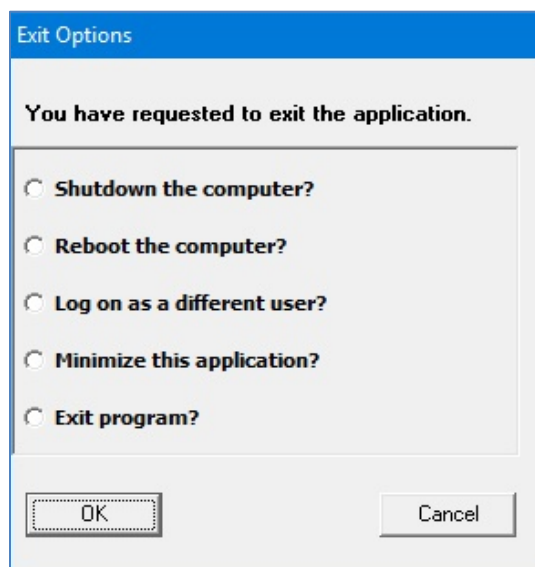 Exit Options
You have requested to exit the application.
Shutdown the computer?
Reboot the computer?
Log on as a different user?
Minimize this application?
Exit program?
OK
Cancel